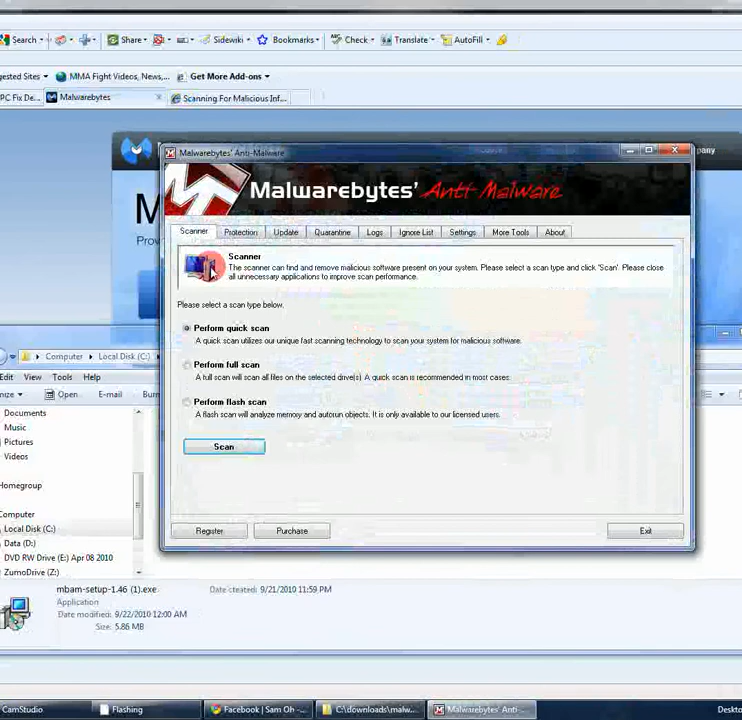 Search
Share
Sidewiki
Bookmarks
Check
Translate
AutoFill
gested Sites
MMA Fight Videos, News,...
Get More Add-ons
PC Fix De...
Malwarebytes
Scanning For Malicious Inf...
M
pany
Prov
Malwarebytes' Anti-Malware
Malwarebytes' Anti-Malware
Scanner
Protection
Update
Quarantine
Logs
Ignore List
Settings
More Tools
About
Scanner
The scanner can find and remove malicious software present on your system. Please select a scan type and click 'Scan'. Please close
all unnecessary applications to improve scan performance.
Please select a scan type below.
Perform quick scan
A quick scan utilizes our unique fast scanning technology to scan your system for malicious software.
Perform full scan
A full scan will scan all files on the selected drive(s) A quick scan is recommended in most cases.
Perform flash scan
A flash scan will analyze memory and autorun objects. It is only available to our licensed users.
Scan
Register
Purchase
Exit
Computer
Local Disk (C:)
Edit
View
Tools
Help
nize
Open
E-mail
Burn
Documents
Music
Pictures
Videos
Homegroup
Computer
Local Disk (C:)
Data (D:)
DVD RW Drive (E:) Apr 08 2010
ZumoDrive (Z:)
mbam-setup-1.46 (1).exe
Date created: 9/21/2010 11:59 PM
Application
Date modified: 9/22/2010 12:00 AM
Size: 5.86 MB
CamStudio
Flashing
Facebook | Sam Oh -...
C:\downloads\malw...
Malwarebytes' Anti-...
Deskto